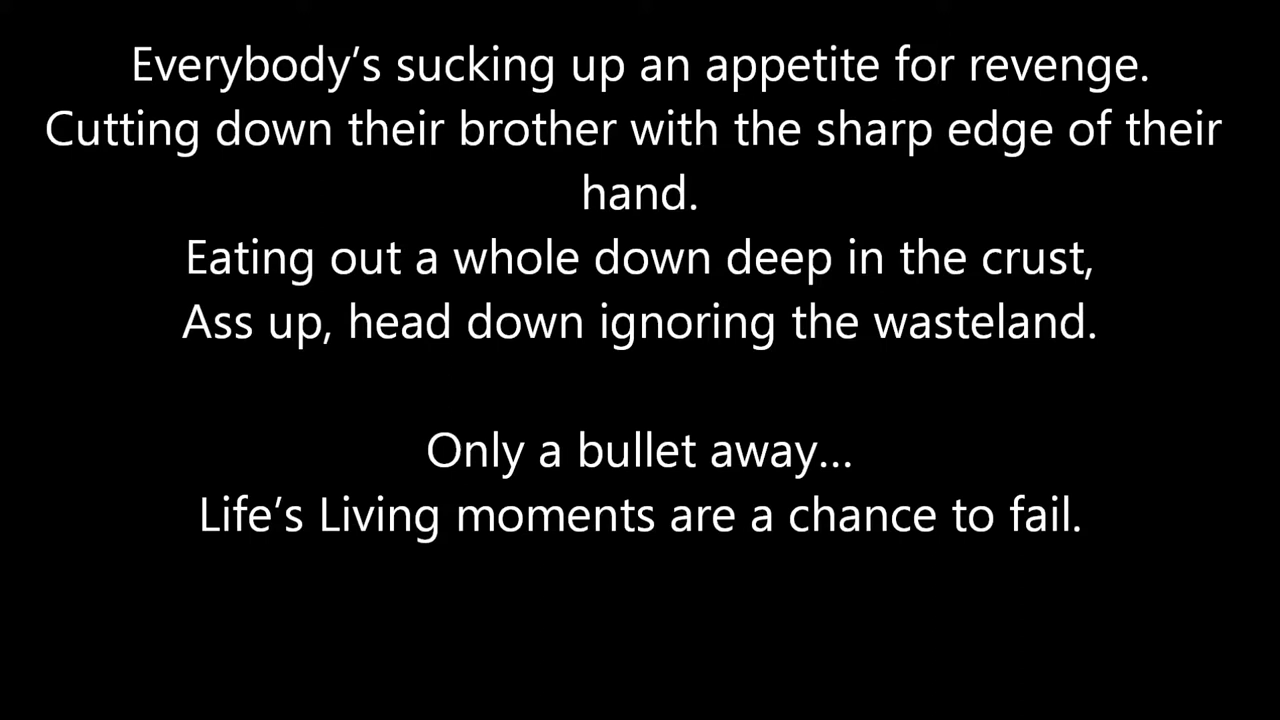 Everybody’s sucking up an appetite for revenge.
Cutting down their brother with the sharp edge of their
hand.
Eating out a whole down deep in the crust,
Ass up, head down ignoring the wasteland.
Only a bullet away...
Life’s Living moments are a chance to fail.